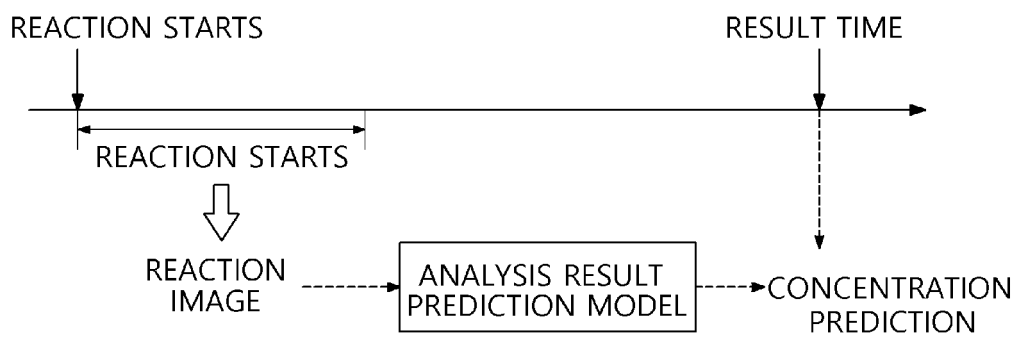 REACTION STARTS
RESULT TIME
REACTION STARTS
REACTION
IMAGE
ANALYSIS RESULT
PREDICTION MODEL
CONCENTRATION
PREDICTION